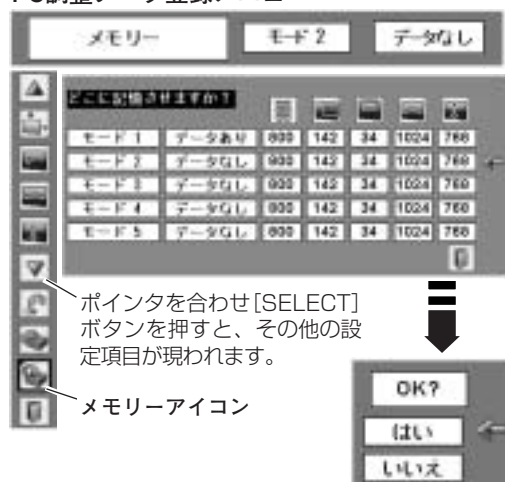 メモリー モード 2 データなし
どこに記憶させますか?
モード 1 データあり 800 142 34 1024 768
モード 2 データなし 800 142 34 1024 768
モード 3 データなし 800 142 34 1024 768
モード 4 データなし 800 142 34 1024 768
モード 5 データなし 800 142 34 1024 768
ポインタを合わせ[SELECT]
ボタンを押すと、その他の設
定項目が現われます。
メモリーアイコン
OK?
はい
いいえ